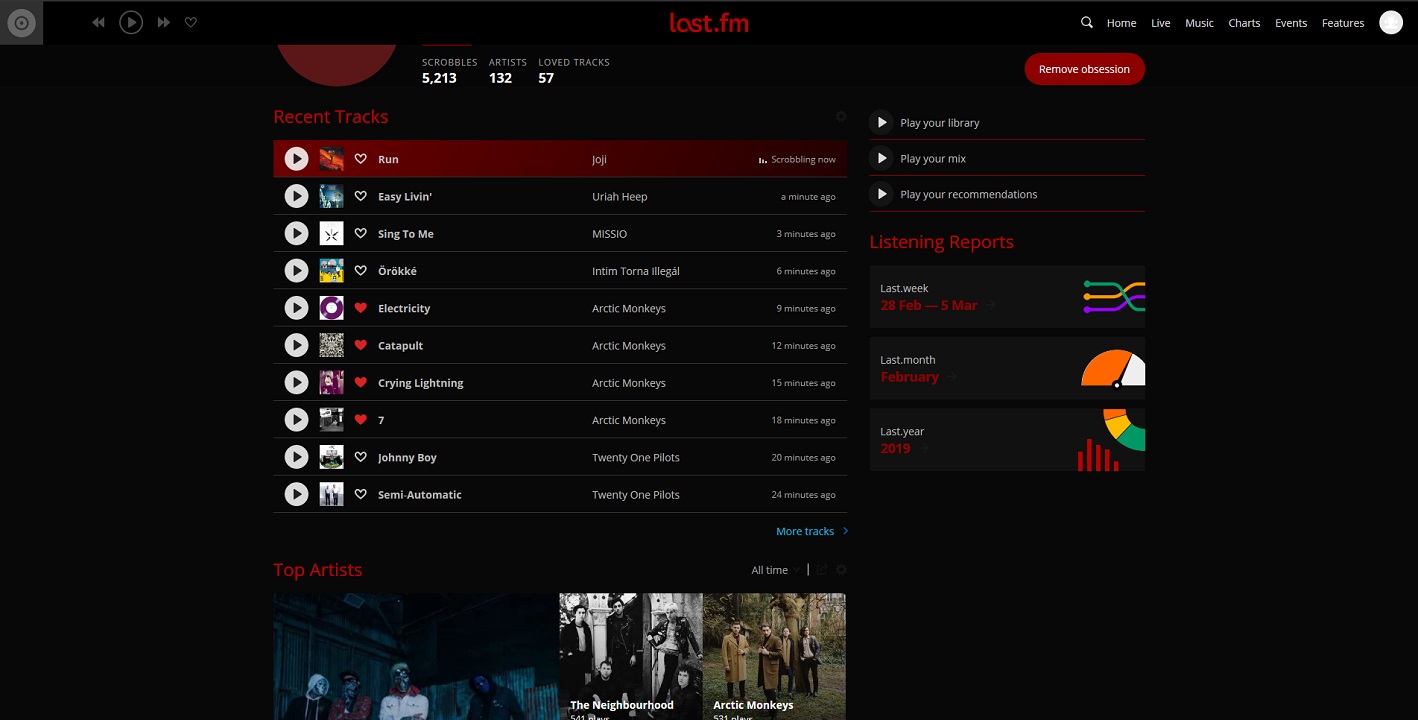 last.fm
Home Live Music Charts Events Features
SCROBBLES ARTISTS LOVED TRACKS
5,213 132 57
Remove obsession
Recent Tracks
Run Joji Scrobbling now
Easy Livin' Uriah Heep a minute ago
Sing To Me MISSIO 3 minutes ago
Örökké Intim Torna Illegál 6 minutes ago
Electricity Arctic Monkeys 9 minutes ago
Catapult Arctic Monkeys 12 minutes ago
Crying Lightning Arctic Monkeys 15 minutes ago
7 Arctic Monkeys 18 minutes ago
Johnny Boy Twenty One Pilots 20 minutes ago
Semi-Automatic Twenty One Pilots 24 minutes ago
More tracks
Play your library
Play your mix
Play your recommendations
Listening Reports
Last.week
28 Feb — 5 Mar
Last.month
February
Last.year
2019
Top Artists
All time
The Neighbourhood
541 plays
Arctic Monkeys
531 plays